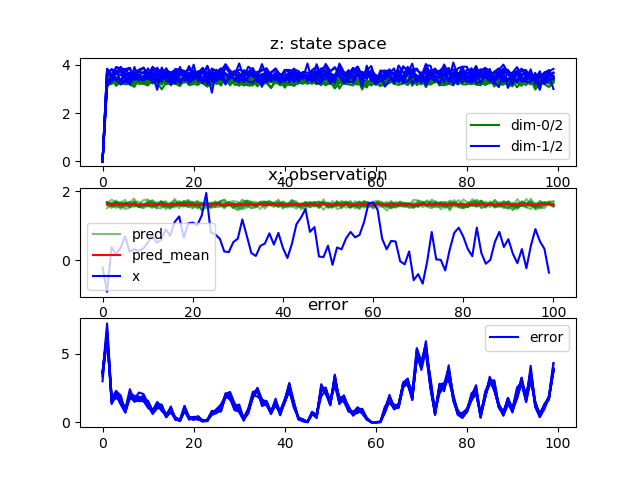 z: state space
4
2
0
dim-0/2
dim-1/2
0 20 40 60 80 100
x: observation
2
0
pred
pred_mean
x
0 20 40 60 80 100
error
5
0
error
0 20 40 60 80 100